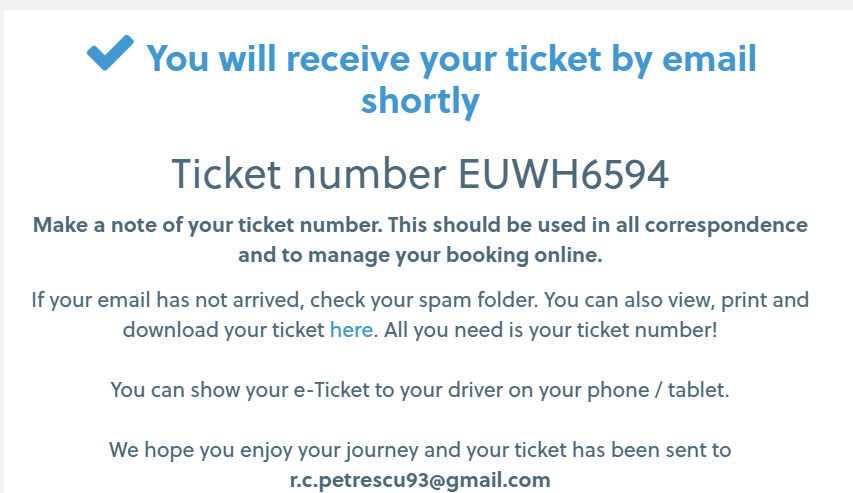 You will receive your ticket by email
shortly
Ticket number EUWH6594
Make a note of your ticket number. This should be used in all correspondence
and to manage your booking online.
If your email has not arrived, check your spam folder. You can also view, print and
download your ticket here. All you need is your ticket number!
You can show your e-Ticket to your driver on your phone / tablet.
We hope you enjoy your journey and your ticket has been sent to
r.c.petrescu93@gmail.com